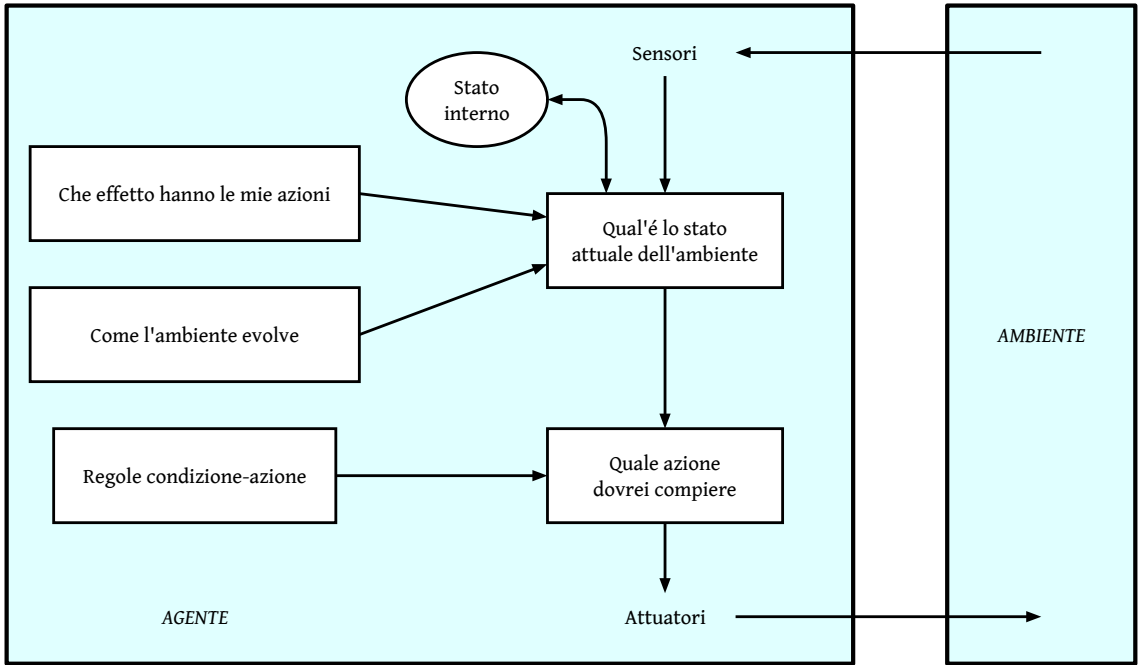 Sensori
Stato
interno
Che effetto hanno le mie azioni
Qual'é lo stato
attuale dell'ambiente
Come l'ambiente evolve
AMBIENTE
Regole condizione-azione
Quale azione
dovrei compiere
AGENTE
Attuatori